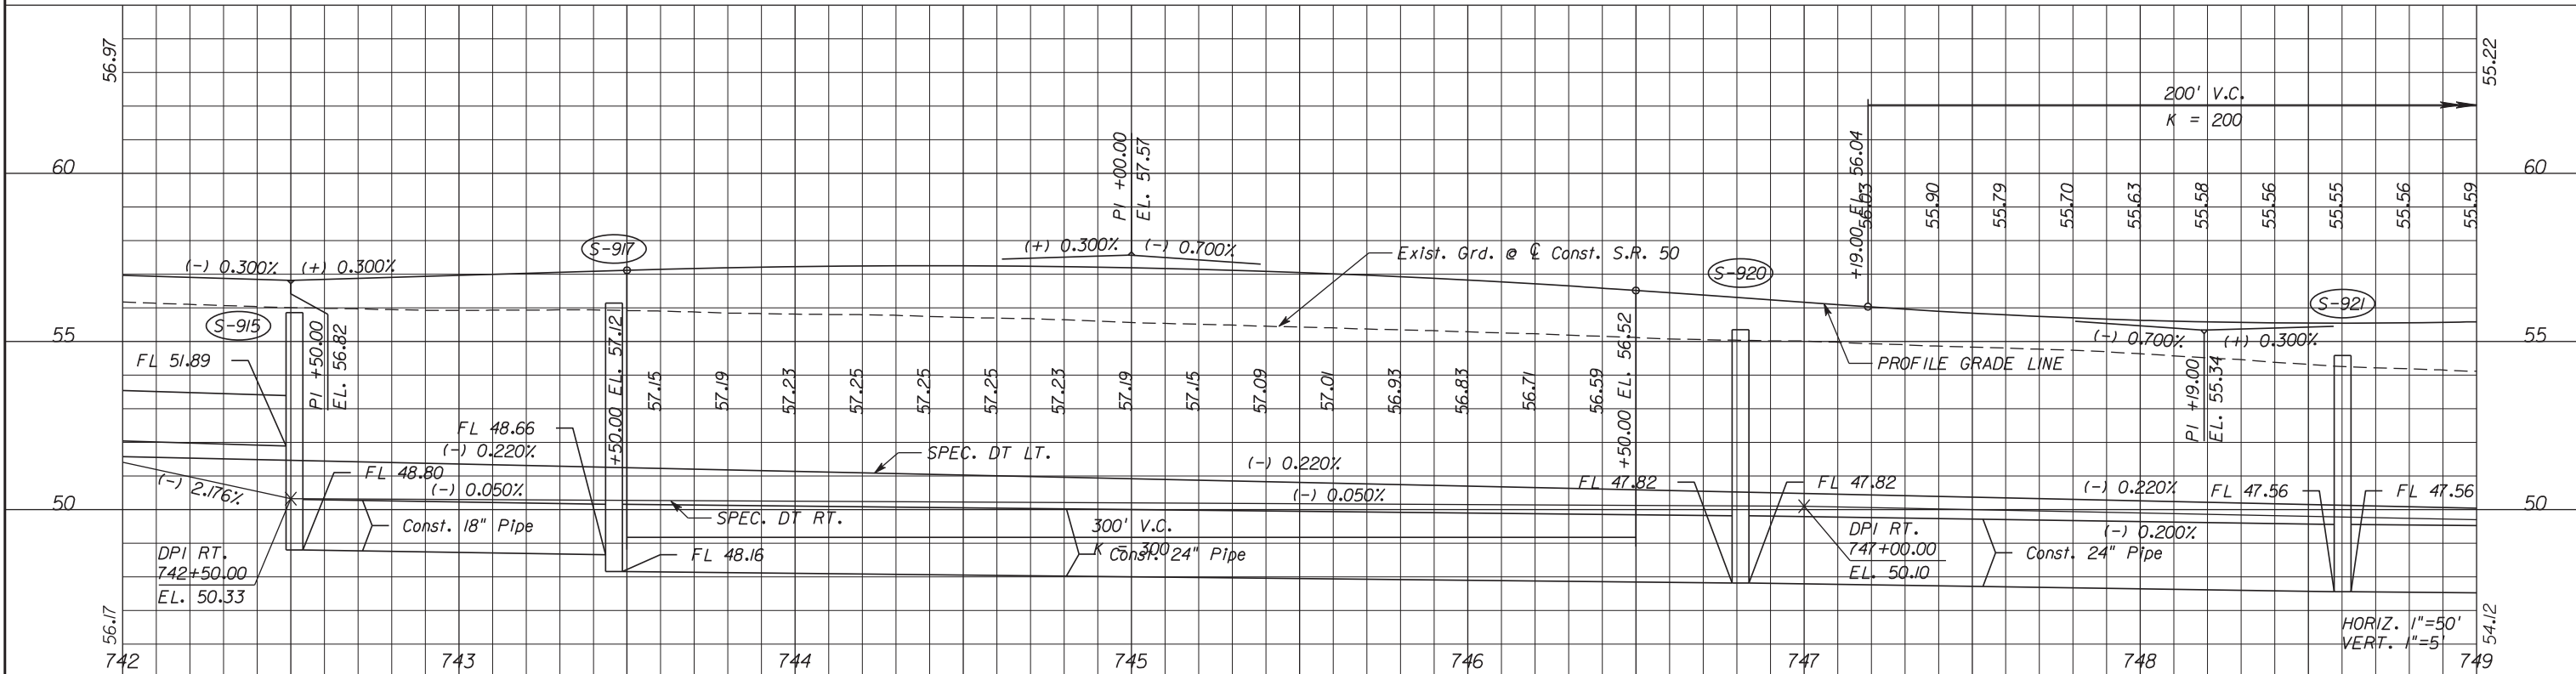 56.97
55.22
200' V.C.
K = 200
60
60
PI +00.00
EL. 57.57
+19.00 EL. 56.04
56.03
55.90
55.79
55.70
55.63
55.58
55.56
55.55
55.56
55.59
(-) 0.300% (+) 0.300%
S-917
(+) 0.300% (-) 0.700%
Exist. Grd. @ ℄ Const. S.R. 50
S-920
S-921
S-915
PI +50.00
EL. 56.82
55
55
FL 51.89
+50.00 EL. 57.12
57.15
57.19
57.23
57.25
57.25
57.25
57.23
57.19
57.15
57.09
57.01
56.93
56.83
56.71
56.59
+50.00 EL. 56.52
PROFILE GRADE LINE
(-) 0.700% (+) 0.300%
PI +19.00
EL. 55.34
FL 48.66
(-) 0.220%
SPEC. DT LT.
(-) 0.220%
FL 48.80
(-) 2.176%
(-) 0.050%
(-) 0.050%
FL 47.82
FL 47.82
(-) 0.220%
FL 47.56
FL 47.56
50
50
Const. 18" Pipe
SPEC. DT RT.
300' V.C.
K = 300
Const. 24" Pipe
FL 48.16
DPI RT.
742+50.00
EL. 50.33
DPI RT.
747+00.00
EL. 50.10
(-) 0.200%
Const. 24" Pipe
56.17
54.12
HORIZ. 1"=50'
VERT. 1"=5'
742
743
744
745
746
747
748
749